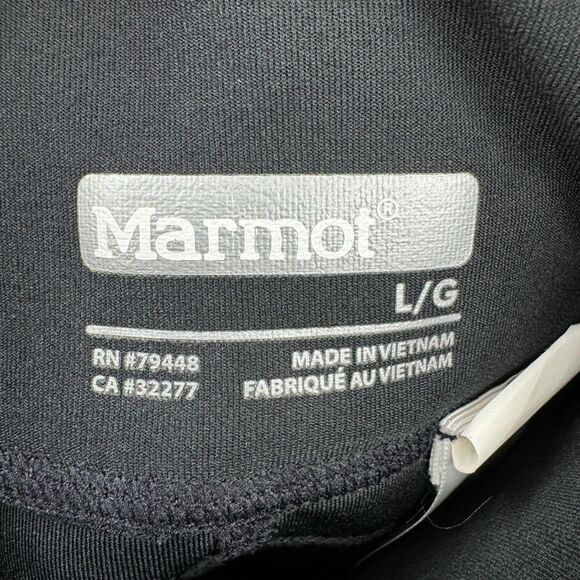 Marmot®
L/G
RN #79448
CA #32277
MADE IN VIETNAM
FABRIQUÉ AU VIETNAM